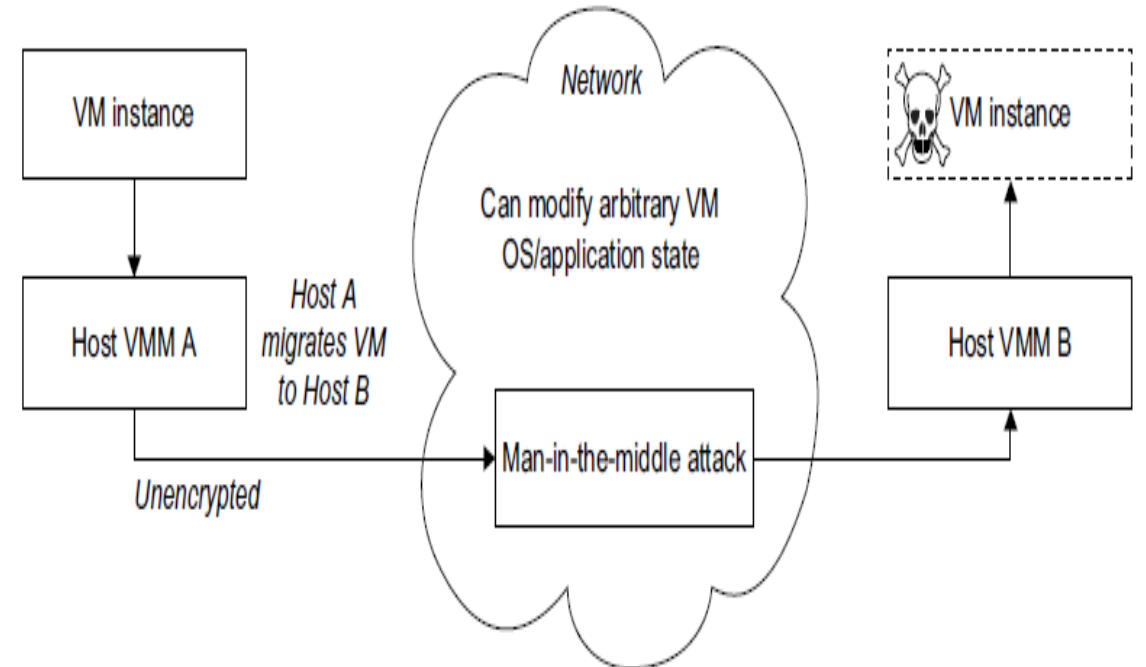 VM instance
Host VMM A
Host A
migrates VM
to Host B
Unencrypted
Network
Can modify arbitrary VM
OS/application state
Man-in-the-middle attack
VM instance
Host VMM B